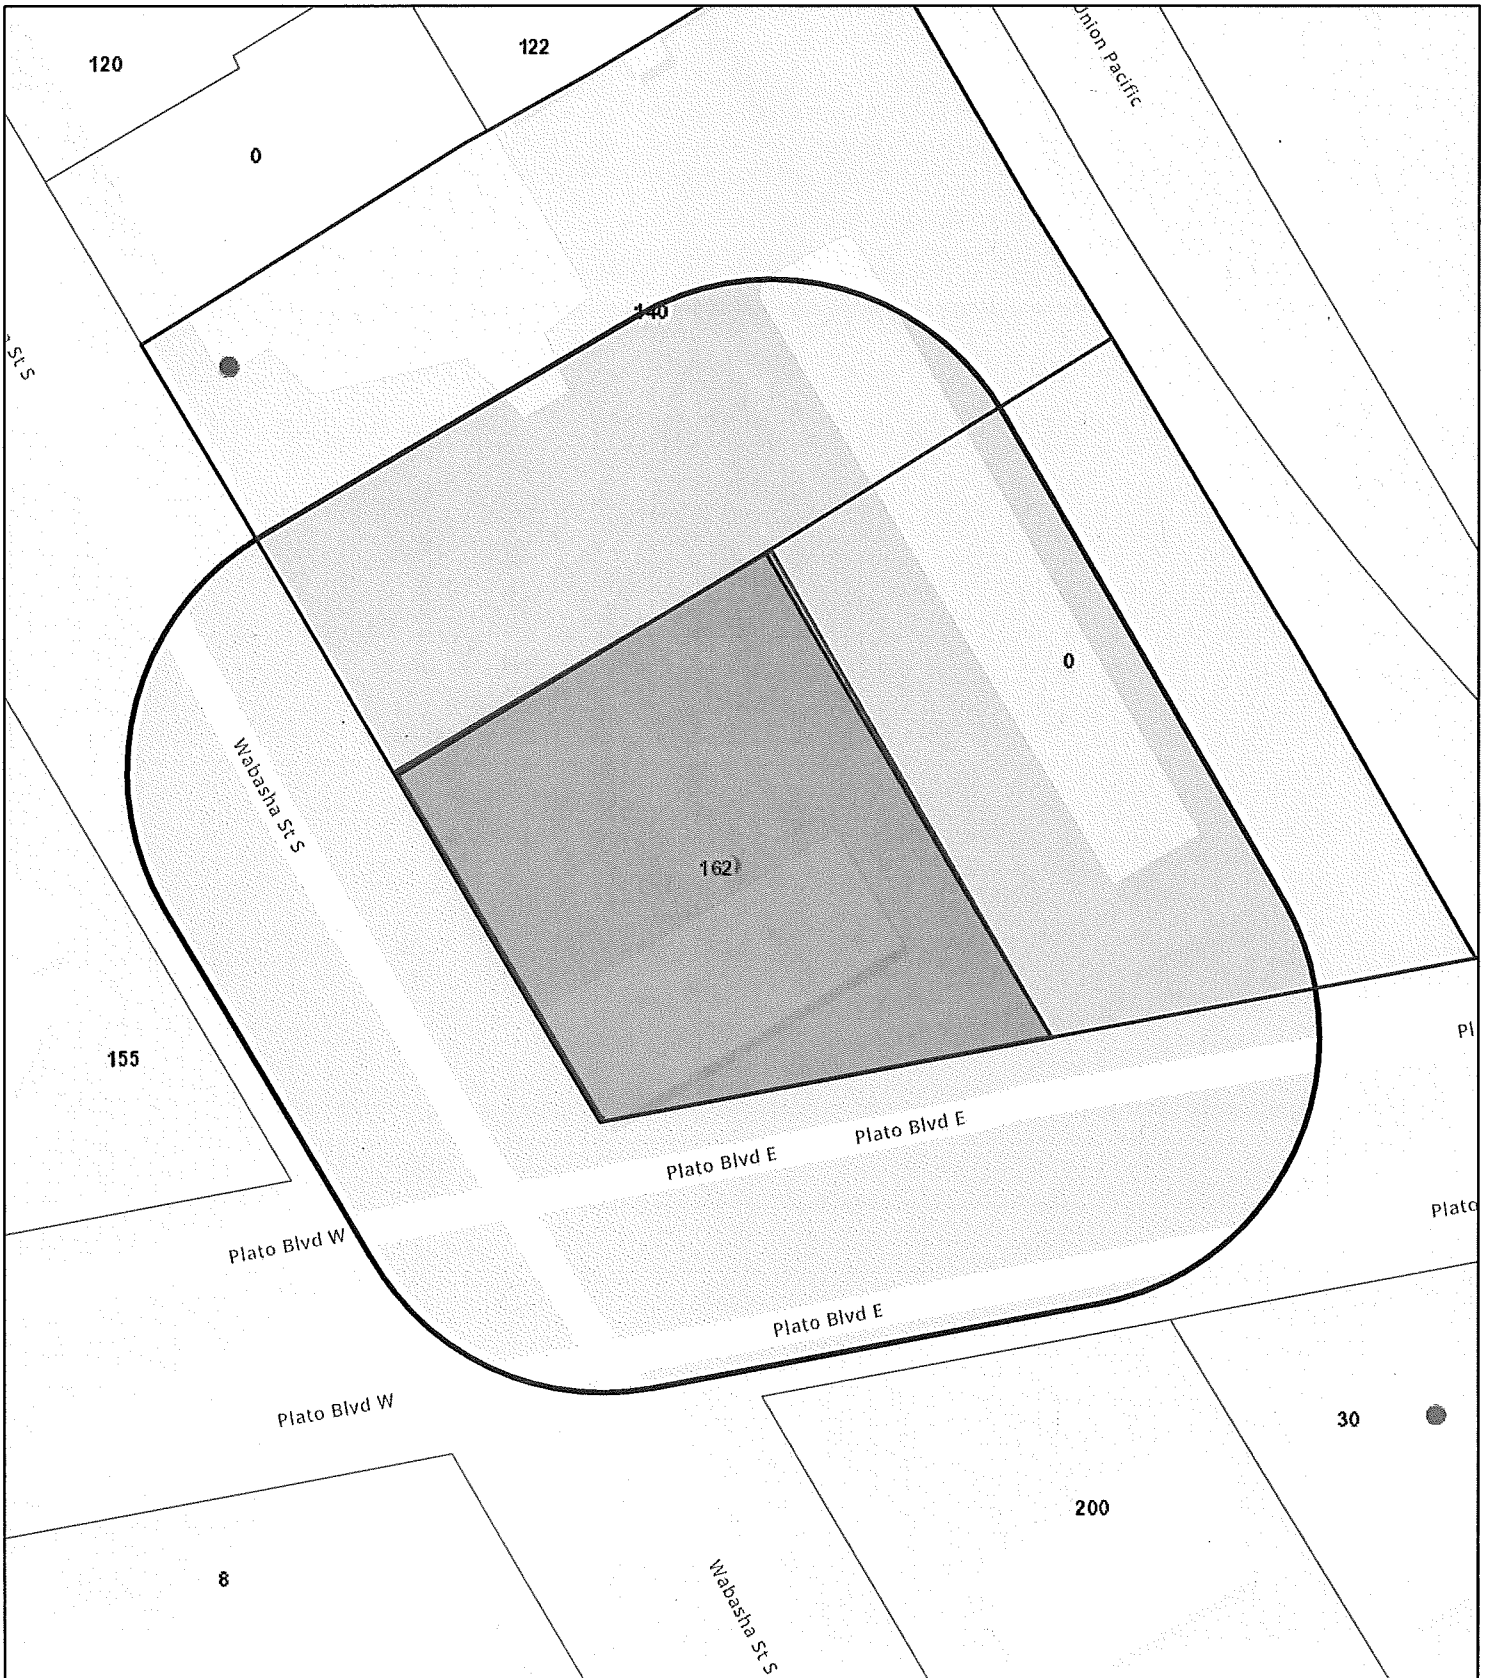 120
122
Union Pacific
0
140
St S
0
Wabasha St S
162
155
Pl
Plato Blvd E
Plato Blvd E
Plato
Plato Blvd W
Plato Blvd E
Plato Blvd W
30
200
8
Wabasha St S